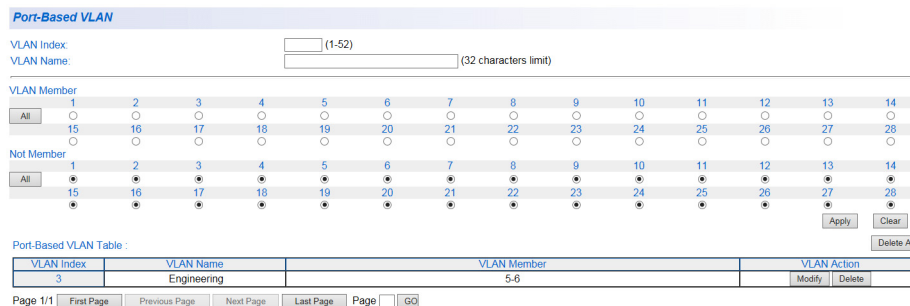 Port-Based VLAN
VLAN Index: (1-52)
VLAN Name: (32 characters limit)
VLAN Member
1 2 3 4 5 6 7 8 9 10 11 12 13 14
All
15 16 17 18 19 20 21 22 23 24 25 26 27 28
Not Member
1 2 3 4 5 6 7 8 9 10 11 12 13 14
All
15 16 17 18 19 20 21 22 23 24 25 26 27 28
Apply Clear
Port-Based VLAN Table : Delete A
VLAN Index VLAN Name VLAN Member VLAN Action
3 Engineering 5-6 Modify Delete
Page 1/1 First Page Previous Page Next Page Last Page Page GO